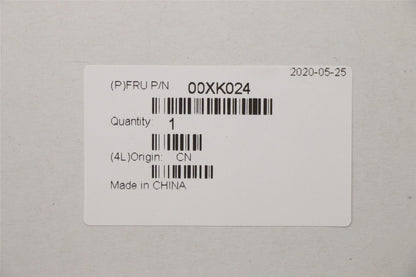 2020-05-25
(P)FRU P/N 00XK024
Quantity 1
(4L)Origin: CN
Made in CHINA